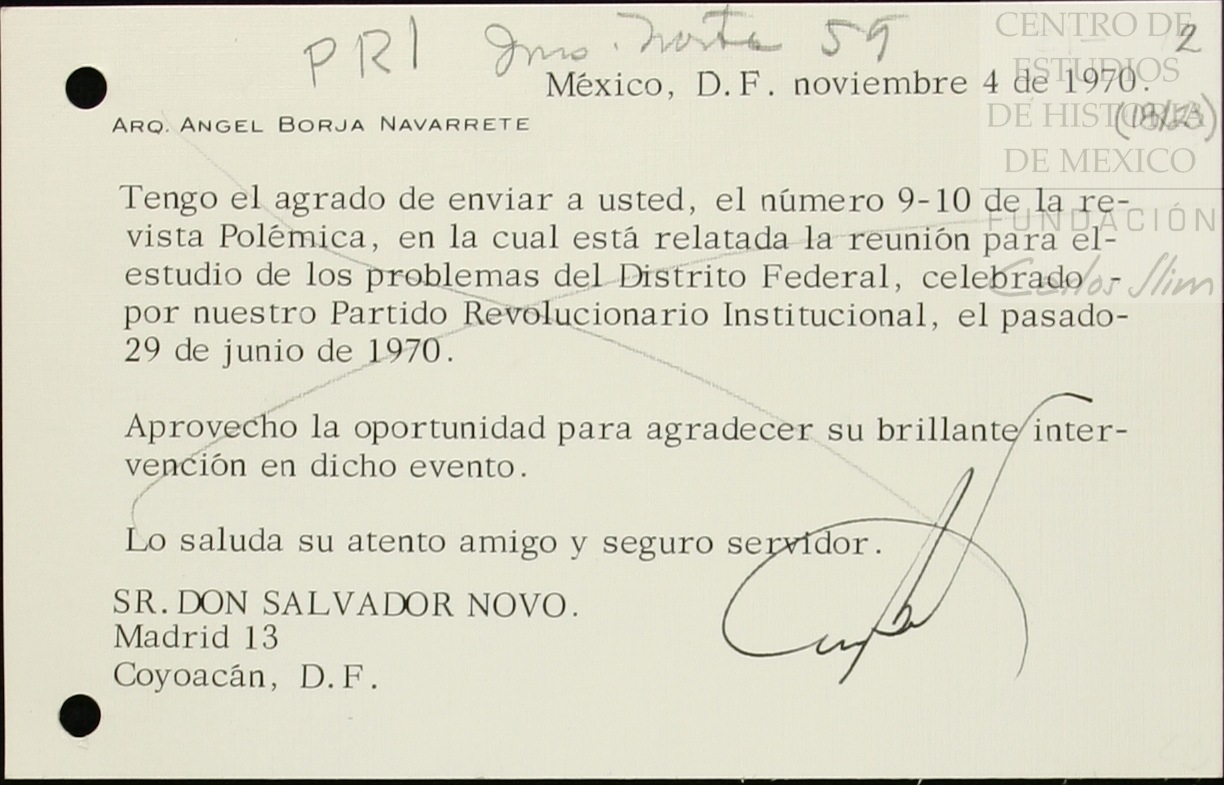 PRI Ins. Norte 59
2
CENTRO DE
ESTUDIOS
DE HISTORIA
DE MEXICO
FUNDACIÓN
Carlos Slim
México, D.F. noviembre 4 de 1970.
ARQ. ANGEL BORJA NAVARRETE
Tengo el agrado de enviar a usted, el número 9-10 de la re-
vista Polémica, en la cual está relatada la reunión para el-
estudio de los problemas del Distrito Federal, celebrado -
por nuestro Partido Revolucionario Institucional, el pasado-
29 de junio de 1970.
Aprovecho la oportunidad para agradecer su brillante inter-
vención en dicho evento.
Lo saluda su atento amigo y seguro servidor.
SR. DON SALVADOR NOVO.
Madrid 13
Coyoacán, D.F.